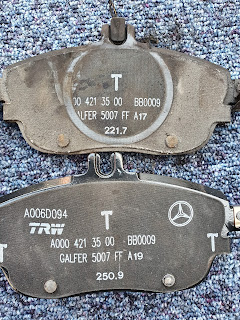 T
000 421 35 00 BB0009
GALFER 5007 FF A17
221.7
A006D094
T
TRW
A000 421 35 00 -BB0009
T
T
GALFER 5007 FF A19
250.9